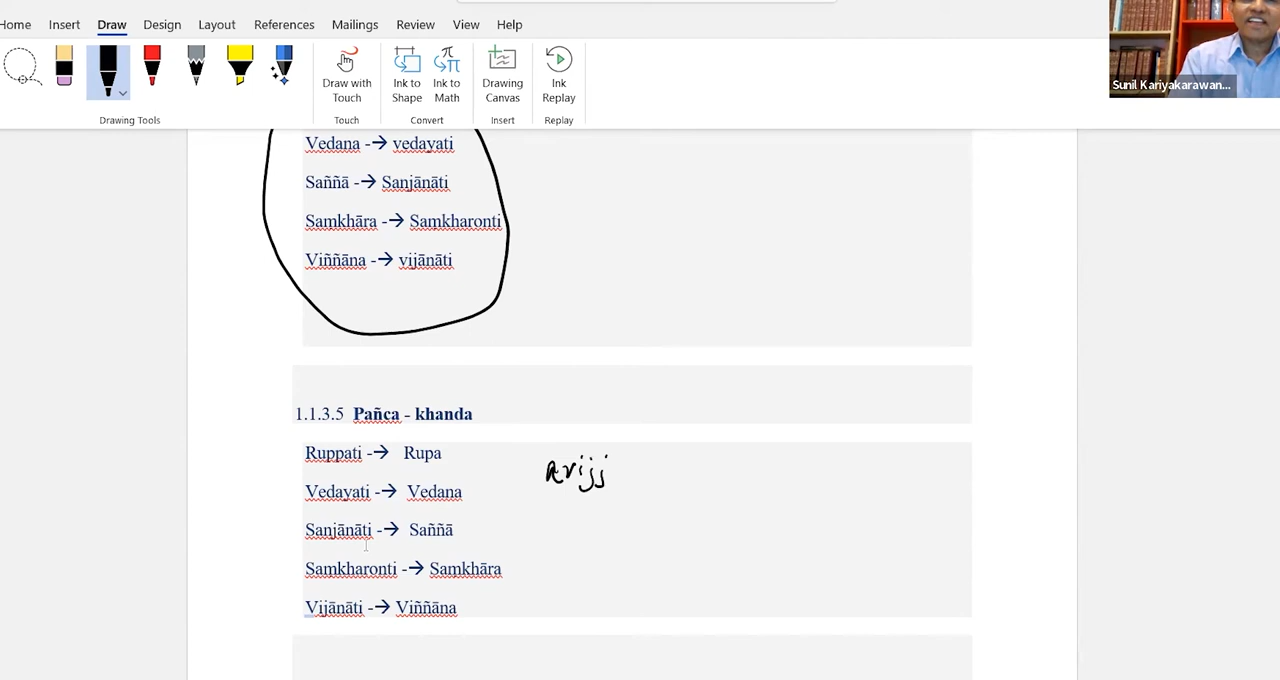 Home Insert Draw Design Layout References Mailings Review View Help
Draw with Touch
Ink to Shape
Ink to Math
Drawing Canvas
Ink Replay
Drawing Tools
Touch
Convert
Insert
Replay
Sunil Kariyakarawan...
Vedana -→ vedayati
Saññā -→ Sanjānāti
Samkhāra -→ Samkharonti
Viññāna -→ vijānāti
1.1.3.5 Pañca - khanda
Ruppati -→ Rupa
avijj
Vedayati -→ Vedana
Sanjānāti -→ Saññā
Samkharonti -→ Samkhāra
Vijānāti -→ Viññāna